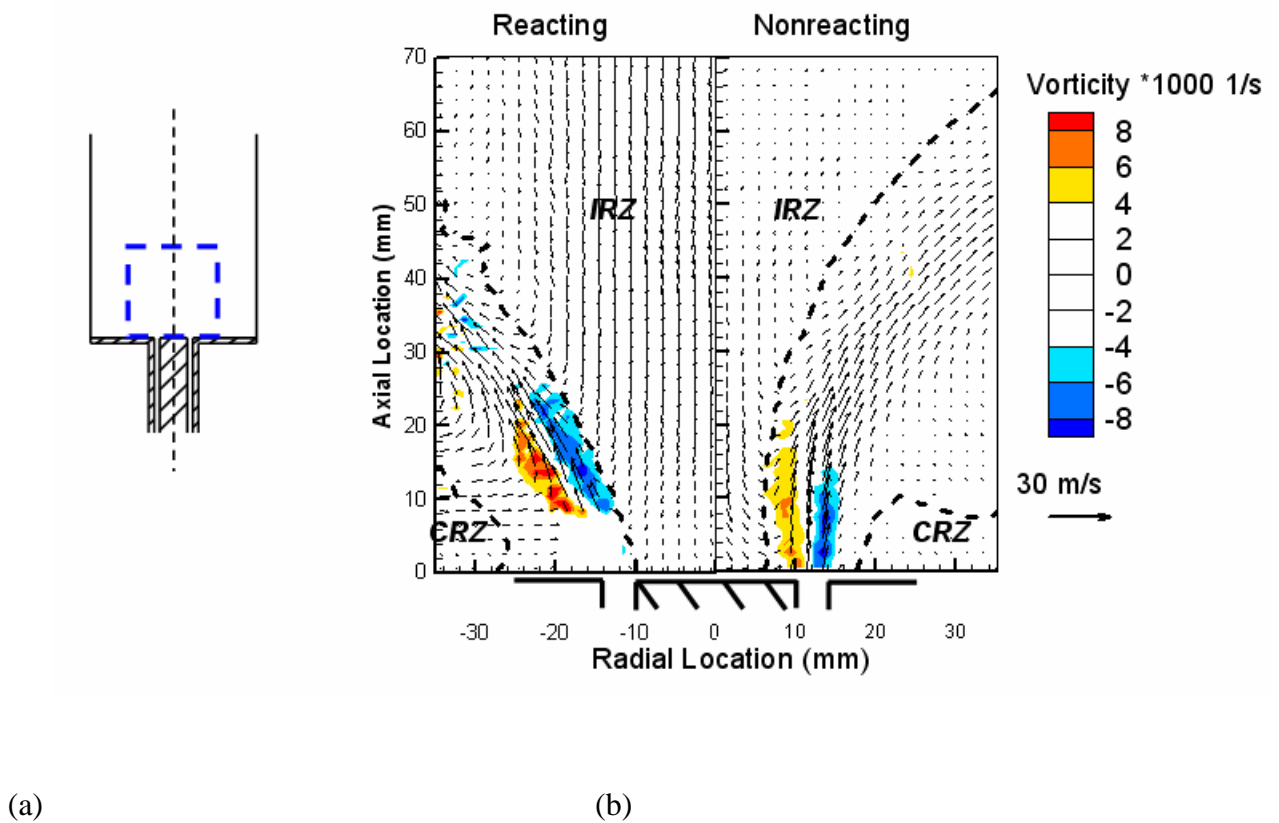 Reacting
Nonreacting
Vorticity *1000 1/s
8
6
4
2
0
-2
-4
-6
-8
30 m/s
Axial Location (mm)
70
60
50
40
30
20
10
0
IRZ
IRZ
CRZ
CRZ
-30 -20 -10 0 10 20 30
Radial Location (mm)
(a) (b)